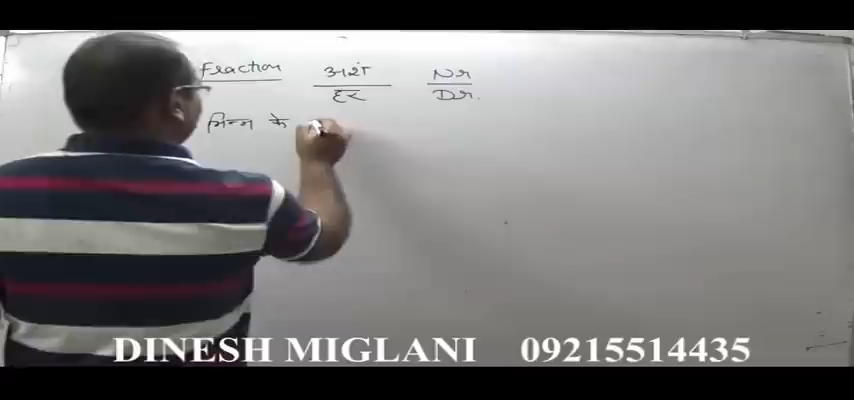 Fraction अंश Nr
हर Dr.
भिन्न के
DINESH MIGLANI 09215514435